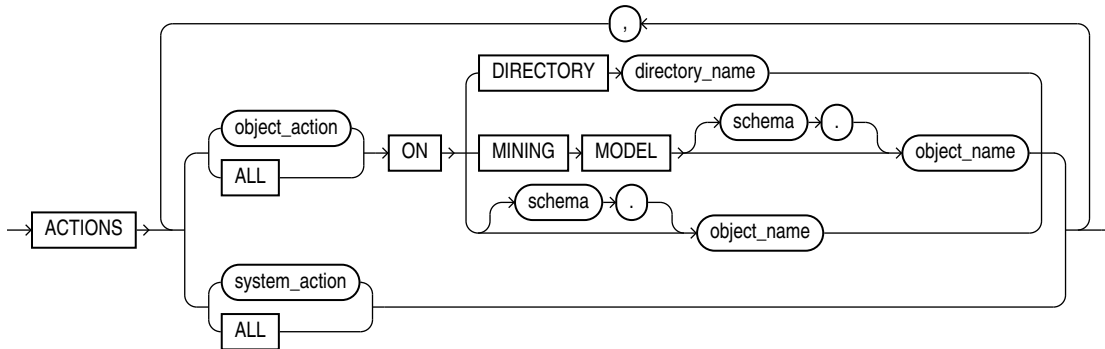 ,
DIRECTORY directory_name
object_action
schema .
ALL
ON
MINING MODEL
object_name
schema .
object_name
ACTIONS
system_action
ALL